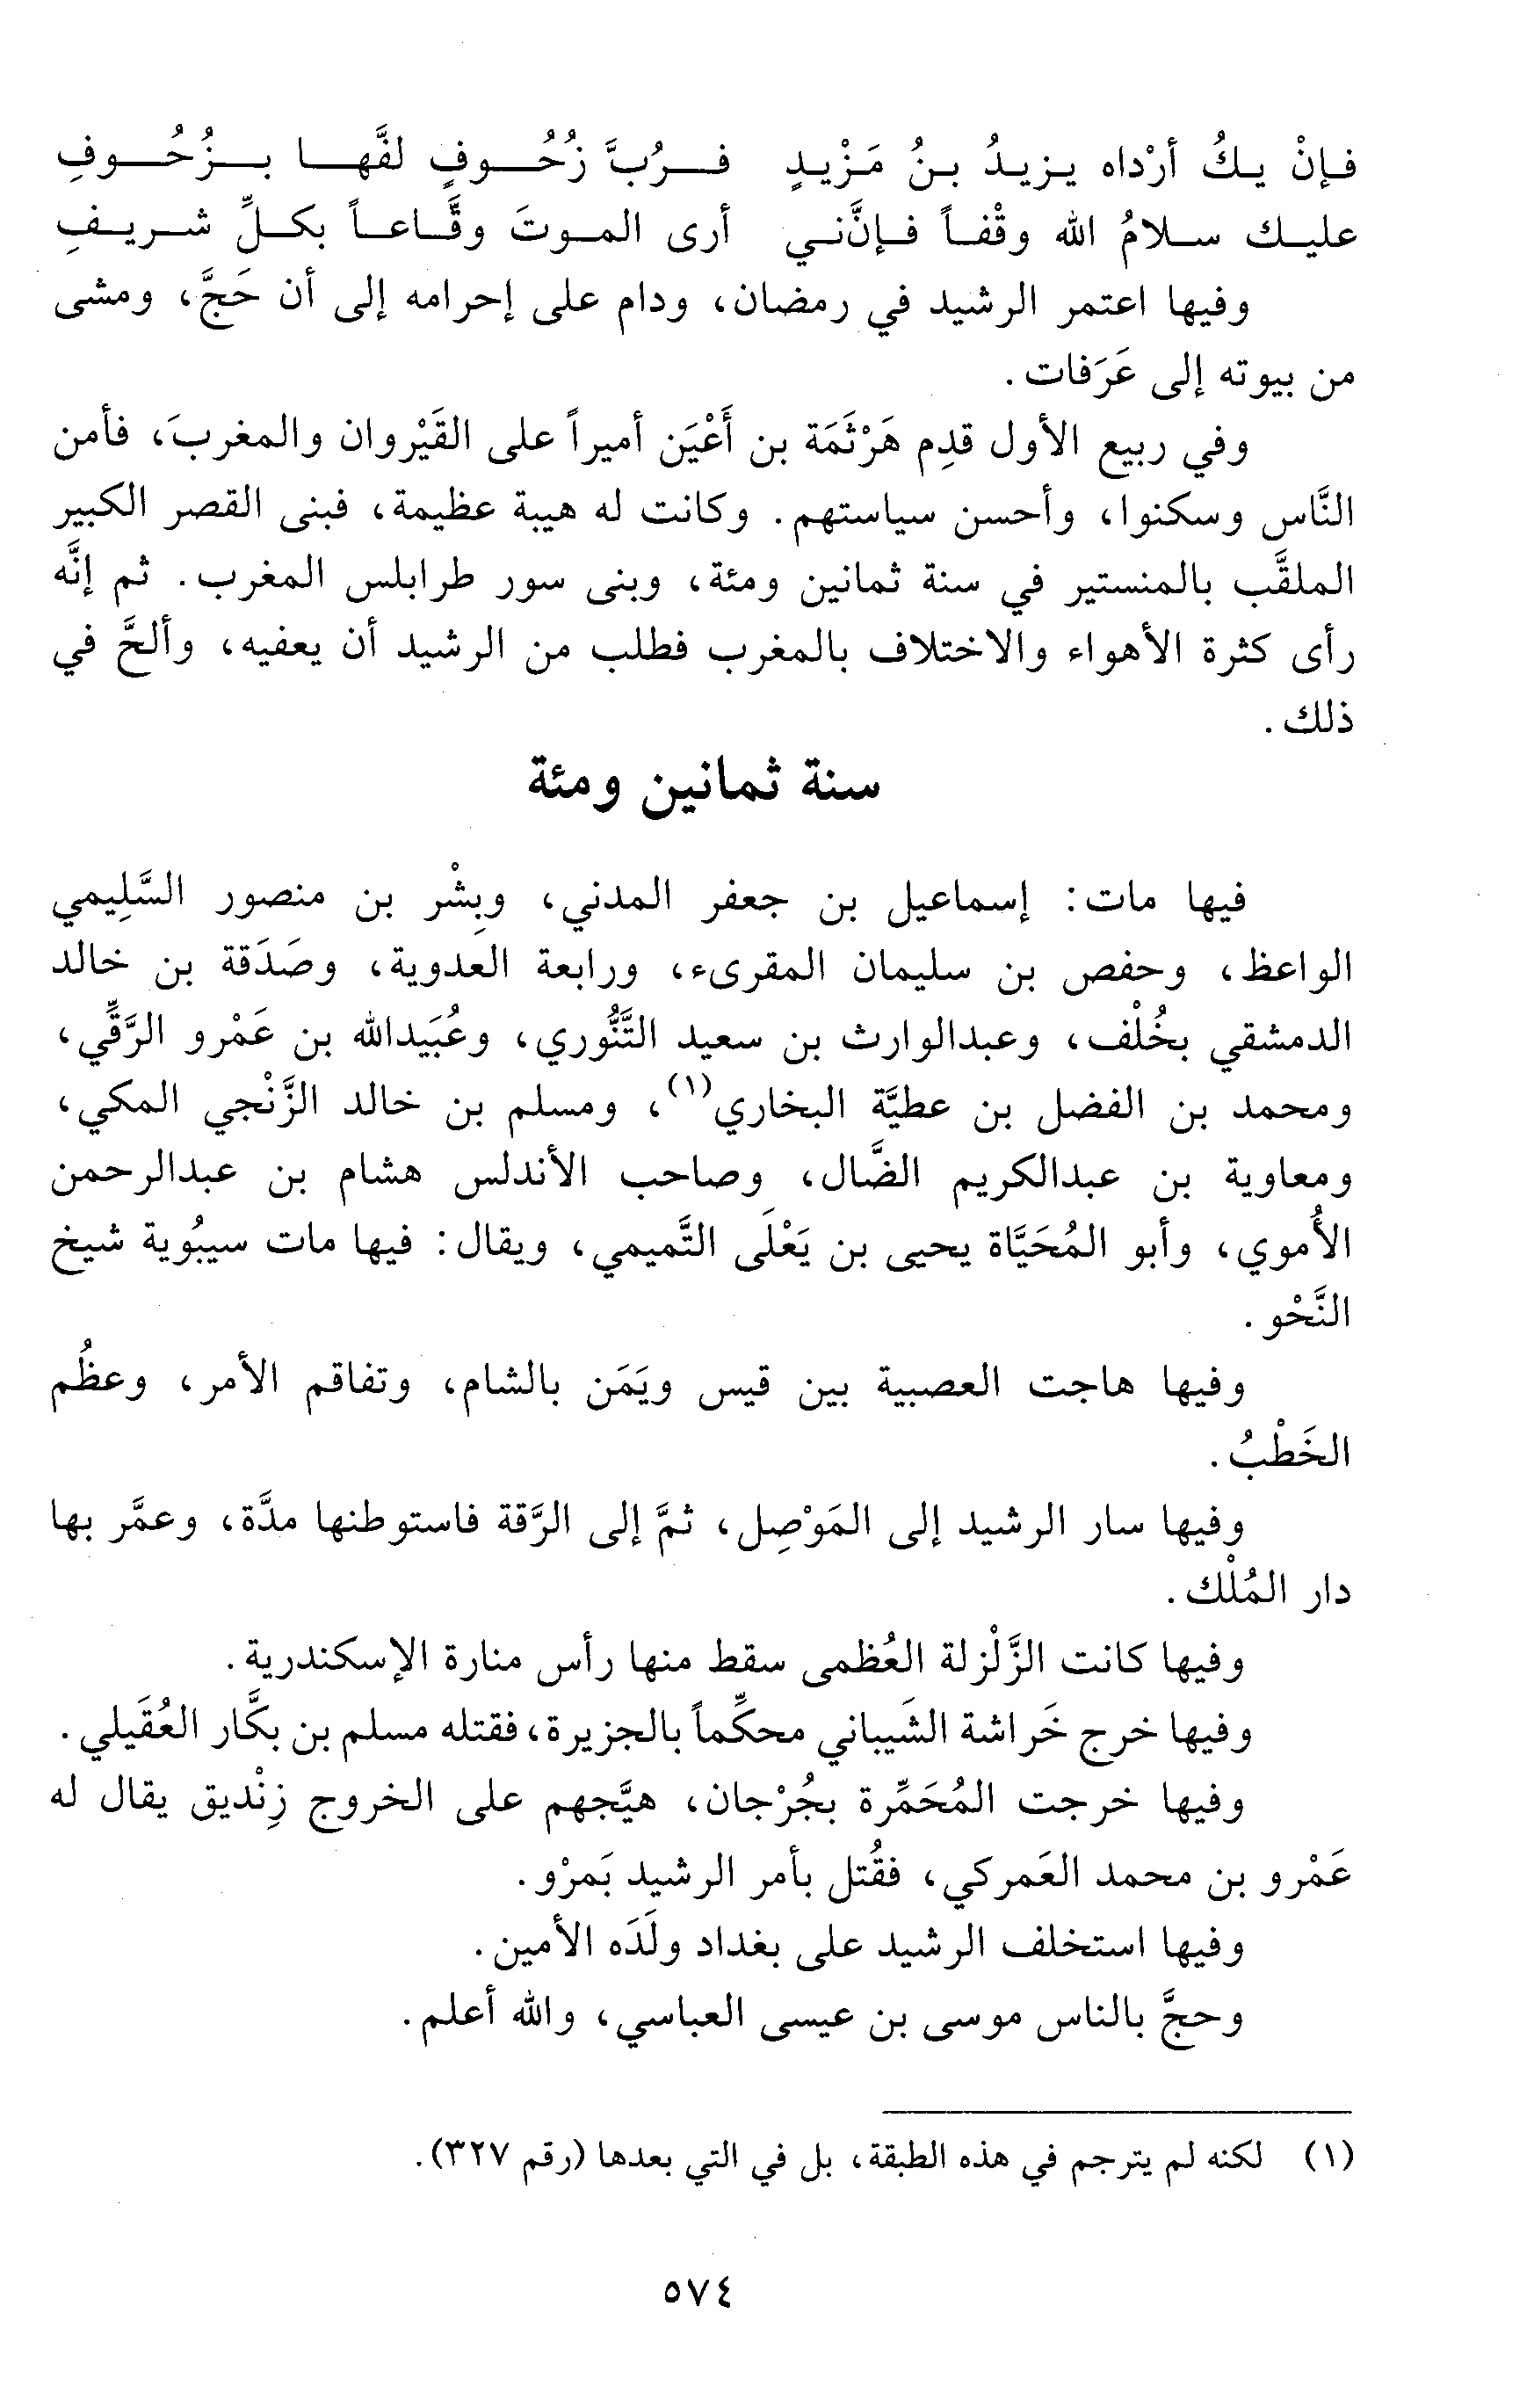 فإنْ يكُ أرْداه يزيدُ بنُ مَزْيدٍ فرُبَّ زُحُوفٍ لفَّها بزُحُوفِ
عليك سلامُ الله وقْفاً فإنَّني أرى الموتَ وقَّاعاً بكلِّ شريفِ
وفيها اعتمر الرشيد في رمضان، ودام على إحرامه إلى أن حَجَّ، ومشى
من بيوته إلى عَرَفات.
وفي ربيع الأول قدِم هَرْثَمَة بن أَعْيَن أميراً على القَيْروان والمغربَ، فأمن
النَّاس وسكنوا، وأحسن سياستهم. وكانت له هيبة عظيمة، فبنى القصر الكبير
الملقَّب بالمنستير في سنة ثمانين ومئة، وبنى سور طرابلس المغرب. ثم إنَّه
رأى كثرة الأهواء والاختلاف بالمغرب فطلب من الرشيد أن يعفيه، وألحَّ في
ذلك.
سنة ثمانين ومئة
فيها مات: إسماعيل بن جعفر المدني، وبِشْر بن منصور السَّلِيمي
الواعظ، وحفص بن سليمان المقرىء، ورابعة العَدوية، وصَدَقة بن خالد
الدمشقي بخُلْف، وعبدالوارث بن سعيد التَّنُّوري، وعُبَيدالله بن عَمْرو الرَّقِّي،
ومحمد بن الفضل بن عطيَّة البخاري(١)، ومسلم بن خالد الزَّنْجي المكي،
ومعاوية بن عبدالكريم الضَّال، وصاحب الأندلس هشام بن عبدالرحمن
الأُموي، وأبو المُحَيَّاة يحيى بن يَعْلَى التَّميمي، ويقال: فيها مات سيبُوية شيخ
النَّحْو.
وفيها هاجت العصبية بين قيس ويَمَن بالشام، وتفاقم الأمر، وعظُم
الخَطْبُ.
وفيها سار الرشيد إلى المَوْصِل، ثمَّ إلى الرَّقة فاستوطنها مدَّة، وعمَّر بها
دار المُلْك.
وفيها كانت الزَّلْزلة العُظمى سقط منها رأس منارة الإسكندرية.
وفيها خرج خَراشة الشَيباني محكِّماً بالجزيرة، فقتله مسلم بن بكَّار العُقَيلي.
وفيها خرجت المُحَمِّرة بجُرْجان، هيَّجهم على الخروج زِنْديق يقال له
عَمْرو بن محمد العَمركي، فقُتل بأمر الرشيد بَمرْو.
وفيها استخلف الرشيد على بغداد ولَدَه الأمين.
وحجَّ بالناس موسى بن عيسى العباسي، والله أعلم.
(١) لكنه لم يترجم في هذه الطبقة، بل في التي بعدها (رقم ٣٢٧).
٥٧٤